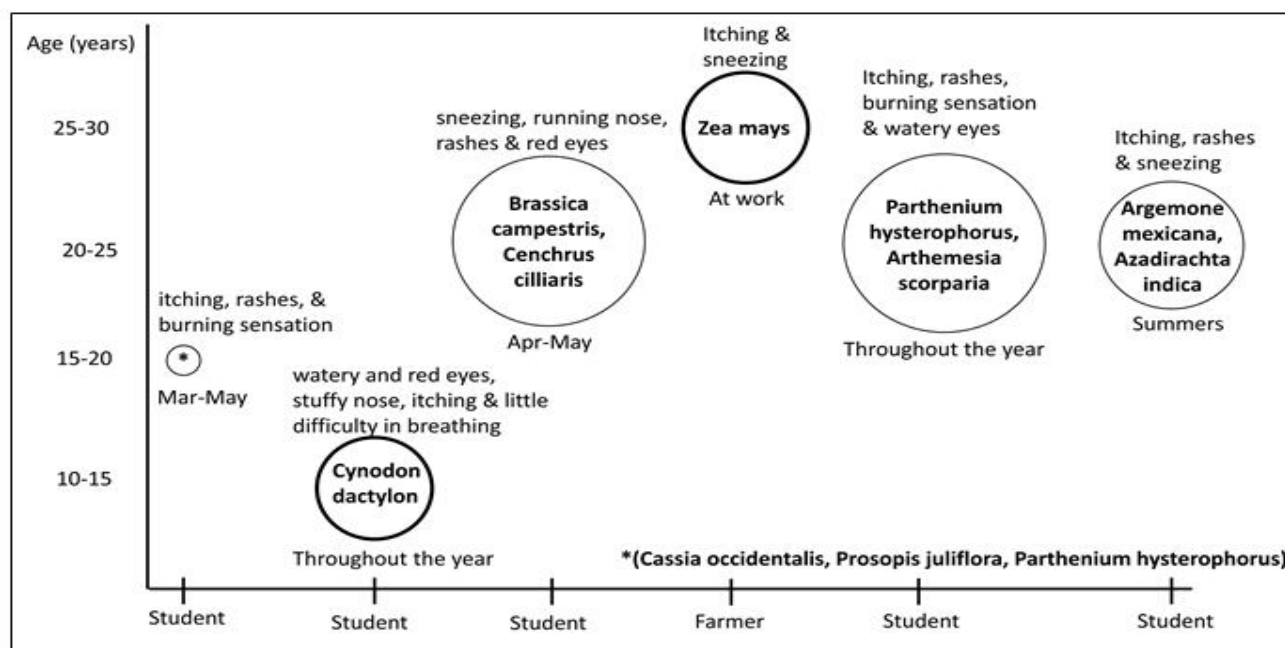 Age (years)
25-30
20-25
15-20
10-15
itching, rashes, &
burning sensation
*
Mar-May
watery and red eyes,
stuffy nose, itching & little
difficulty in breathing
Cynodon
dactylon
Throughout the year
sneezing, running nose,
rashes & red eyes
Brassica
campestris,
Cenchrus
cilliaris
Apr-May
Itching &
sneezing
Zea mays
At work
Itching, rashes,
burning sensation
& watery eyes
Parthenium
hysterophorus,
Arthemesia
scorparia
Throughout the year
Itching, rashes
& sneezing
Argemone
mexicana,
Azadirachta
indica
Summers
*(Cassia occidentalis, Prosopis juliflora, Parthenium hysterophorus)
Student
Student
Student
Farmer
Student
Student